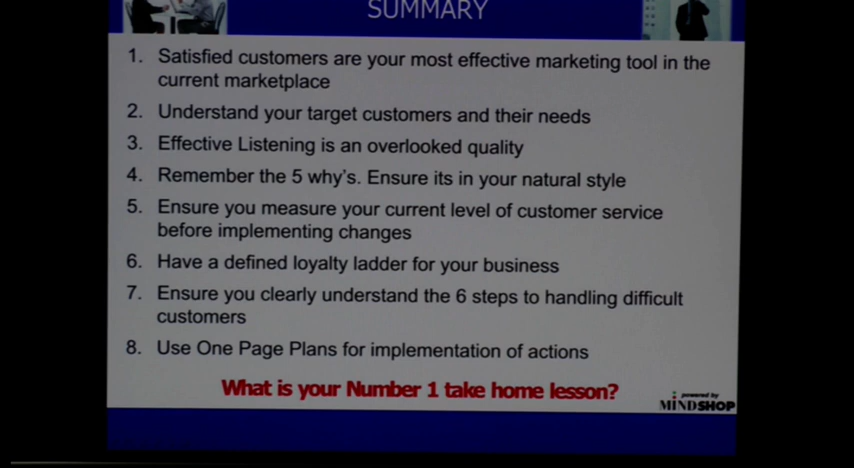 SUMMARY
1. Satisfied customers are your most effective marketing tool in the
current marketplace
2. Understand your target customers and their needs
3. Effective Listening is an overlooked quality
4. Remember the 5 why's. Ensure its in your natural style
5. Ensure you measure your current level of customer service
before implementing changes
6. Have a defined loyalty ladder for your business
7. Ensure you clearly understand the 6 steps to handling difficult
customers
8. Use One Page Plans for implementation of actions
What is your Number 1 take home lesson?
powered by
MINDSHOP